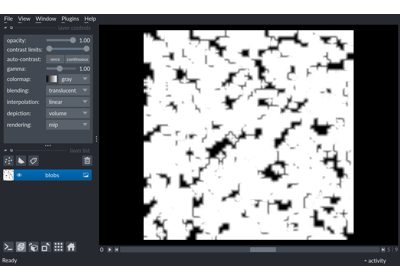 File View Window Plugins Help
layer controls
opacity: 1.00
contrast limits:
auto-contrast: once continuous
gamma: 1.00
colormap: gray
blending: translucent
interpolation: linear
depiction: volume
rendering: mip
layer list
blobs
0
Ready
activity